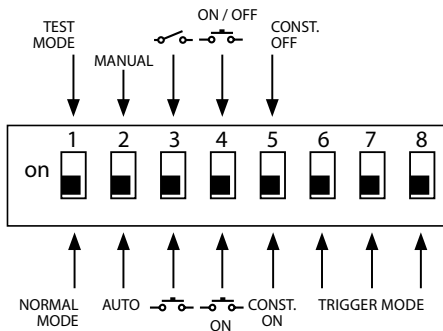 ON / OFF
TEST
MODE
CONST.
OFF
MANUAL
1 2 3 4 5 6 7 8
on
NORMAL
MODE
AUTO
CONST.
ON
TRIGGER MODE
ON